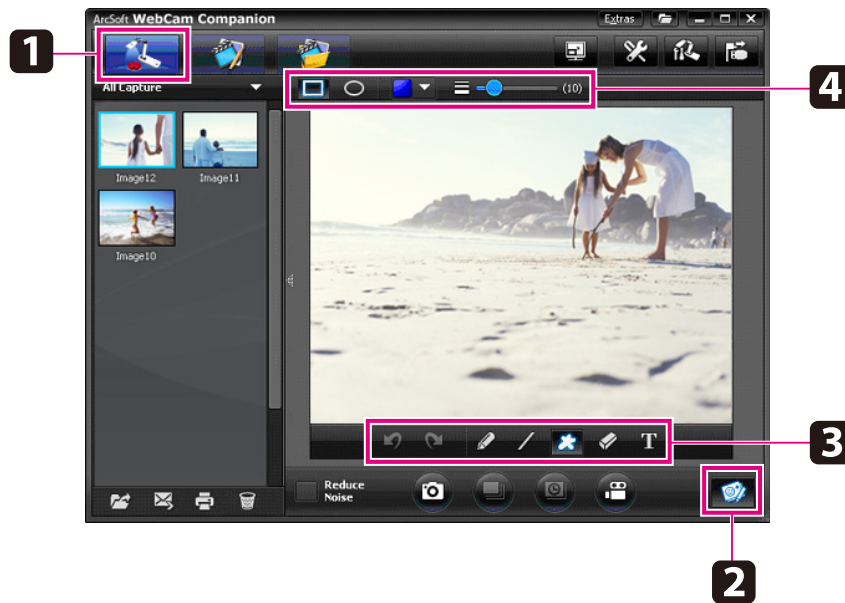 ArcSoft WebCam Companion
Extras
1
All Capture
(10)
4
Image12
Image11
Image10
T
3
Reduce
Noise
2